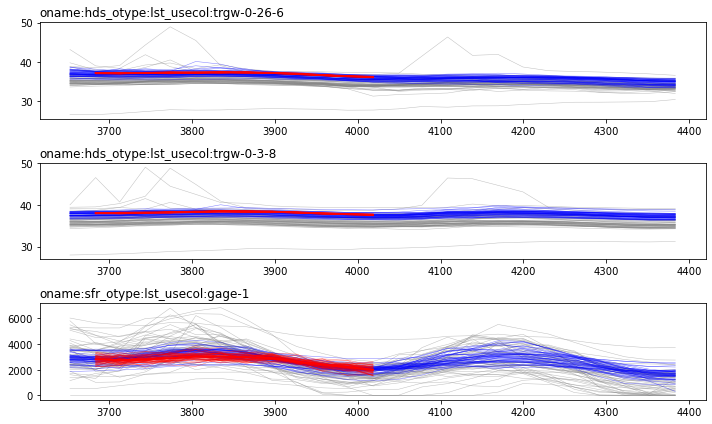 oname:hds_otype:lst_usecol:trgw-0-26-6
50
40
30
3700 3800 3900 4000 4100 4200 4300 4400
oname:hds_otype:lst_usecol:trgw-0-3-8
50
40
30
3700 3800 3900 4000 4100 4200 4300 4400
oname:sfr_otype:lst_usecol:gage-1
6000
4000
2000
0
3700 3800 3900 4000 4100 4200 4300 4400